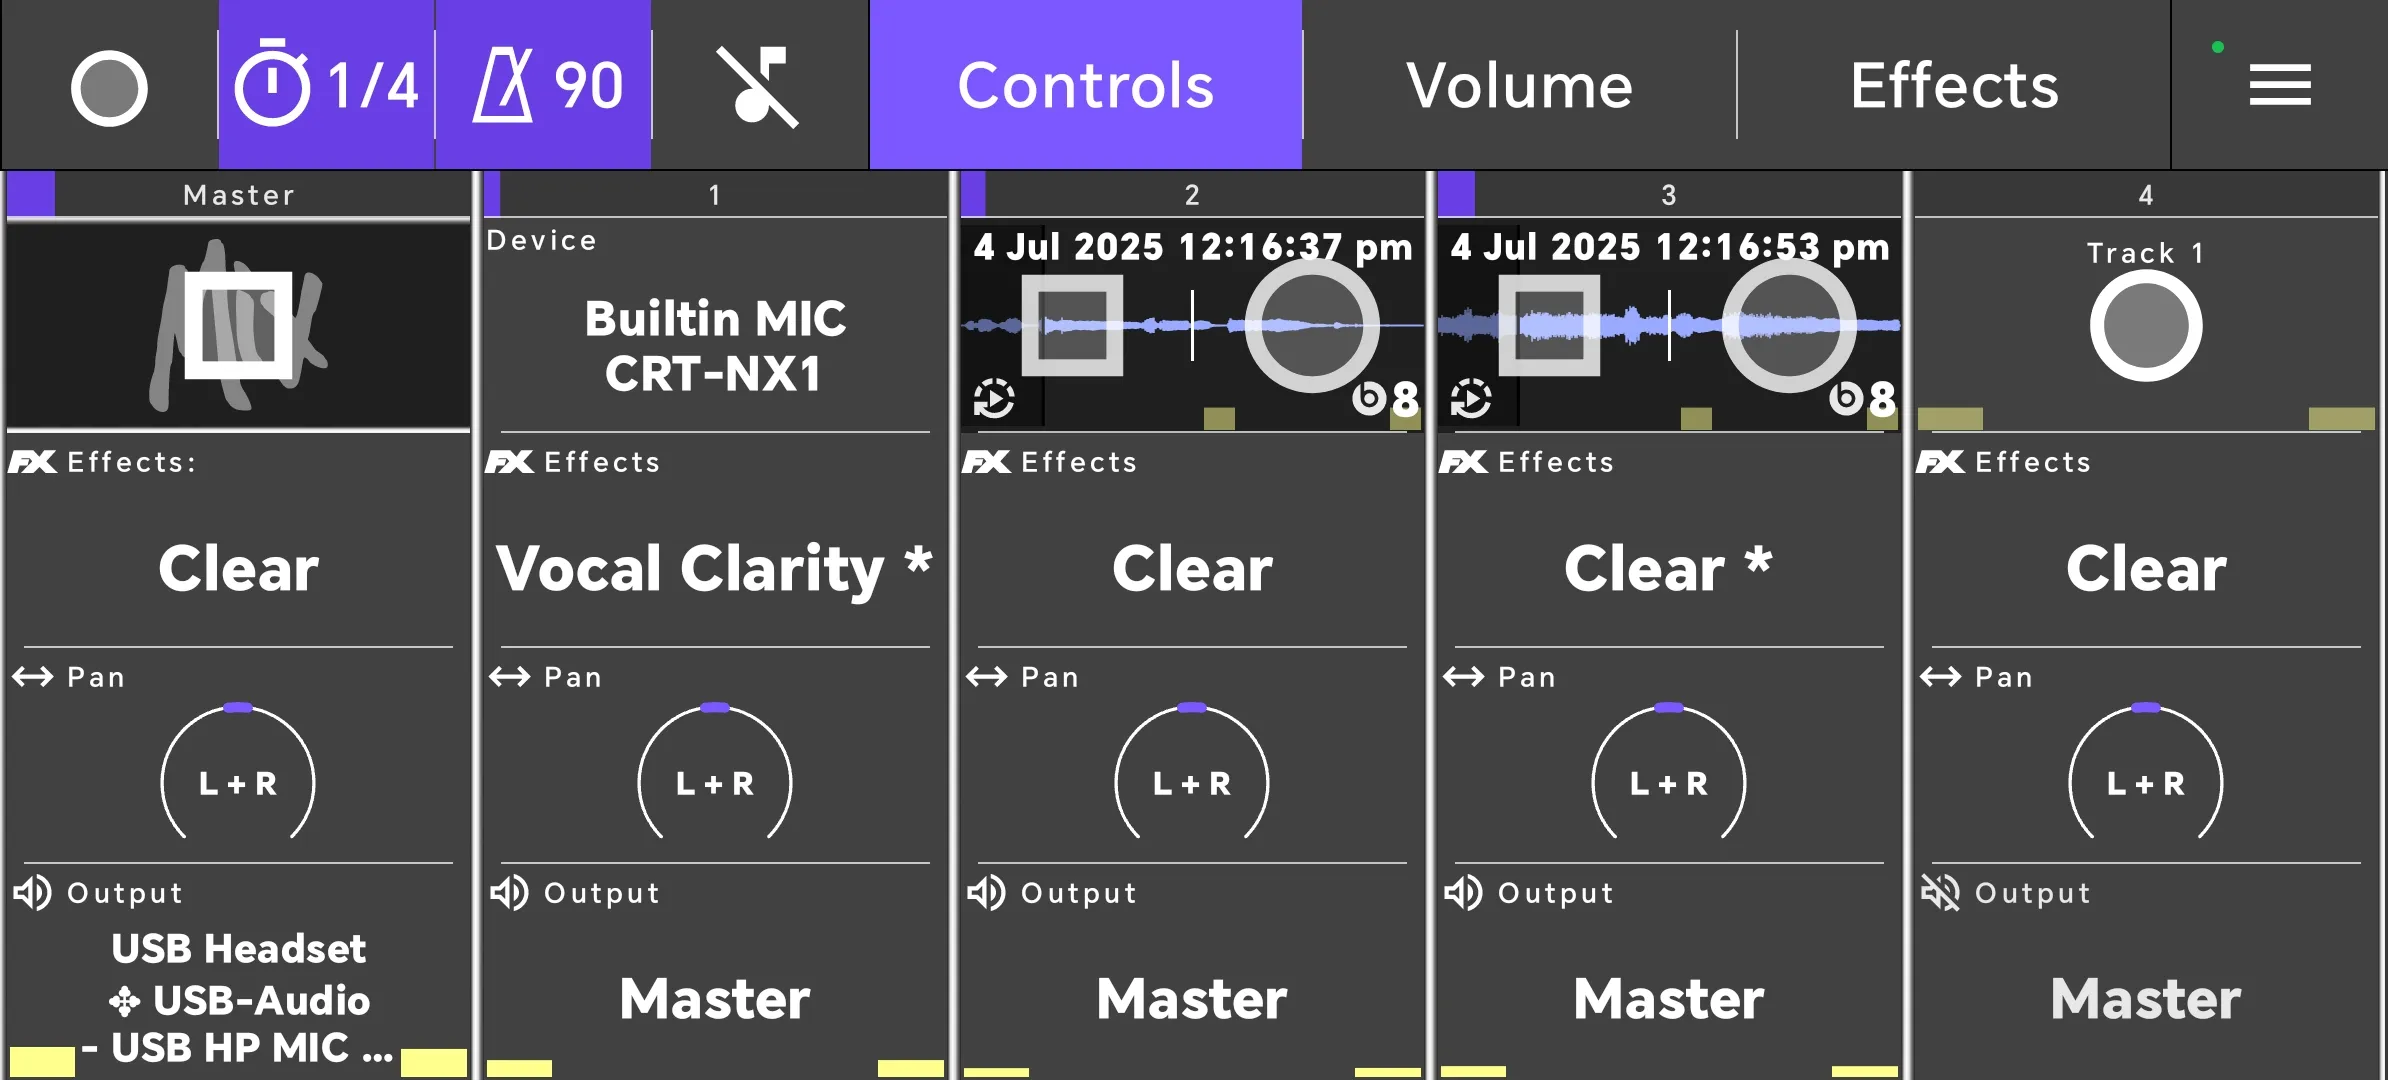 1/4
90
Controls
Volume
Effects
Master
1
2
3
4
Mix
Device
Builtin MIC
CRT-NX1
4 Jul 2025 12:16:37 pm
8
4 Jul 2025 12:16:53 pm
8
Track 1
FX Effects:
Clear
FX Effects
Vocal Clarity *
FX Effects
Clear
FX Effects
Clear *
FX Effects
Clear
Pan
L + R
Pan
L + R
Pan
L + R
Pan
L + R
Pan
L + R
Output
USB Headset
✥ USB-Audio
- USB HP MIC ...
Output
Master
Output
Master
Output
Master
Output
Master